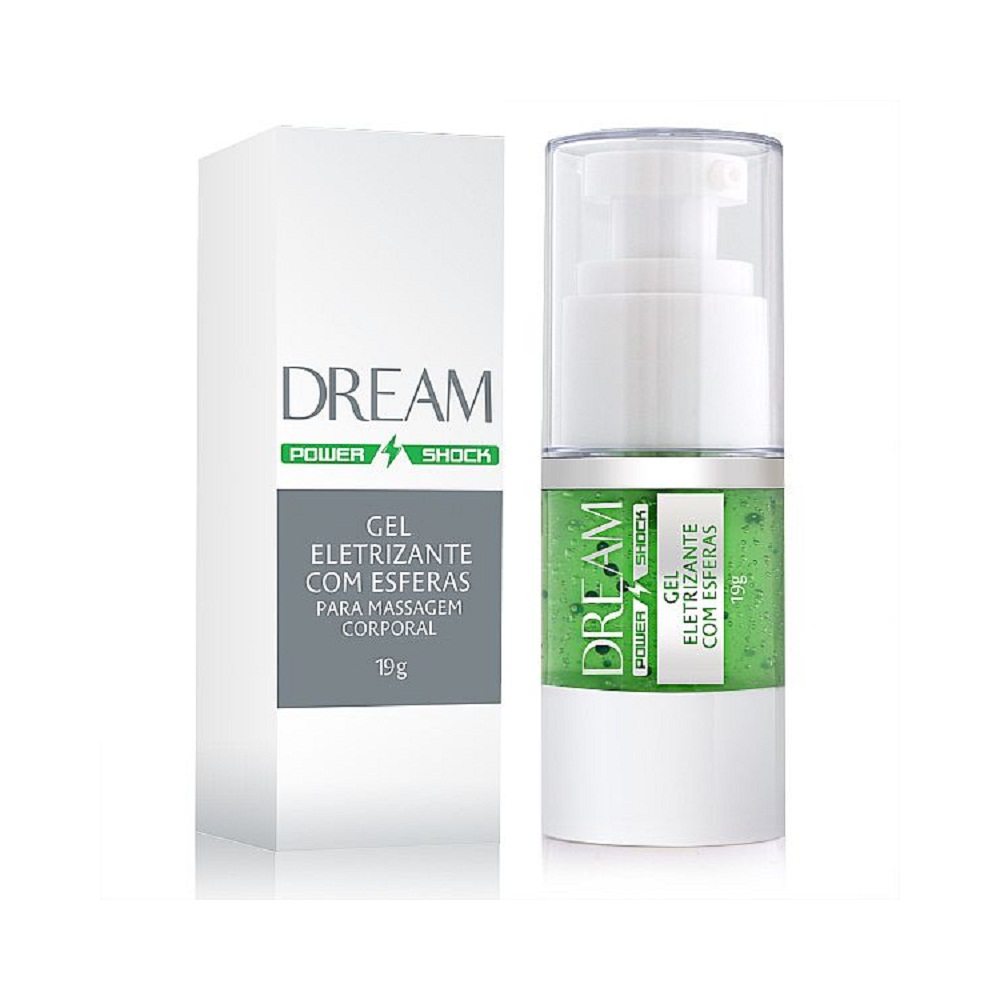 DREAM
POWER SHOCK
GEL
ELETRIZANTE
COM ESFERAS
PARA MASSAGEM
CORPORAL
19g
DREAM
POWER SHOCK
GEL
ELETRIZANTE
COM ESFERAS
19g